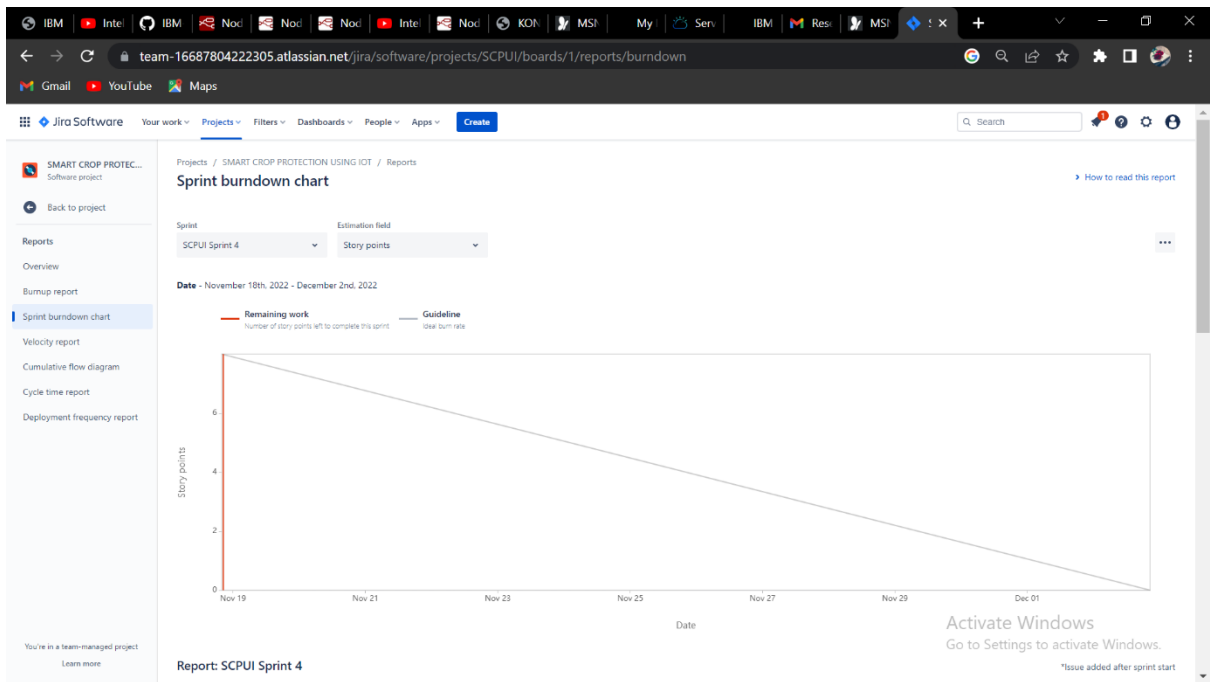 IBM Intel IBM Nod Nod Nod Intel Nod KON MSN My Serv IBM Rese MSN
team-16687804222305.atlassian.net/jira/software/projects/SCPUI/boards/1/reports/burndown
Gmail YouTube Maps
Jira Software Your work Projects Filters Dashboards People Apps Create Search 1
SMART CROP PROTEC...
Software project
Back to project
Reports
Overview
Burnup report
Sprint burndown chart
Velocity report
Cumulative flow diagram
Cycle time report
Deployment frequency report
You're in a team-managed project
Learn more
Projects / SMART CROP PROTECTION USING IOT / Reports
Sprint burndown chart
How to read this report
Sprint Estimation field
SCPUI Sprint 4 Story points
Date - November 18th, 2022 - December 2nd, 2022
Remaining work Guideline
Number of story points left to complete this sprint Ideal burn rate
Story points
6
4
2
0
Nov 19 Nov 21 Nov 23 Nov 25 Nov 27 Nov 29 Dec 01
Date
Activate Windows
Go to Settings to activate Windows.
Report: SCPUI Sprint 4
*Issue added after sprint start